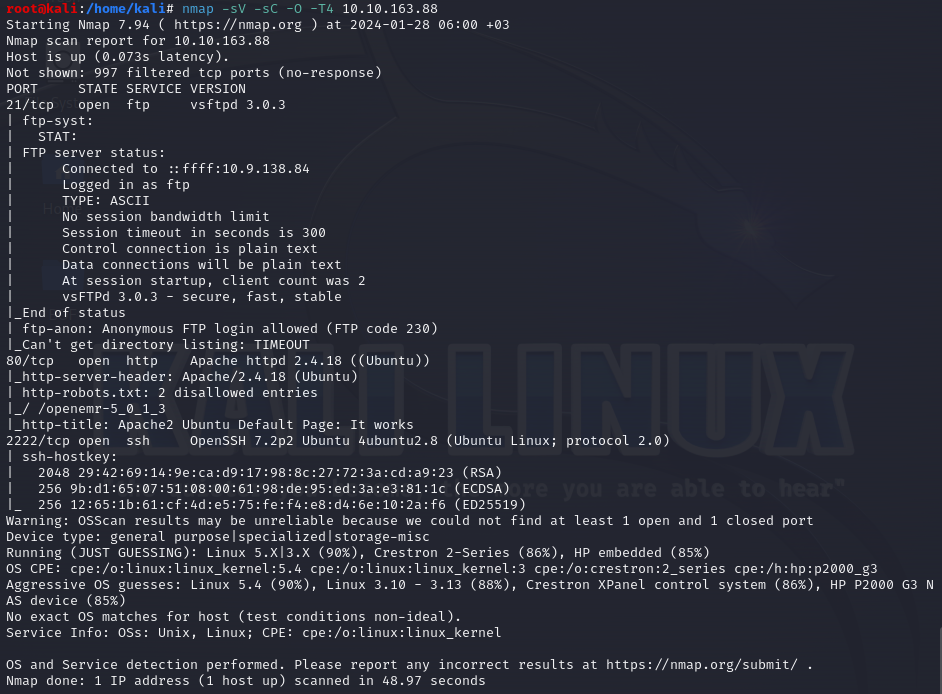 root@kali:/home/kali# nmap -sV -sC -O -T4 10.10.163.88
Starting Nmap 7.94 ( https://nmap.org ) at 2024-01-28 06:00 +03
Nmap scan report for 10.10.163.88
Host is up (0.073s latency).
Not shown: 997 filtered tcp ports (no-response)
PORT     STATE SERVICE VERSION
21/tcp   open  ftp     vsftpd 3.0.3
| ftp-syst:
|   STAT:
| FTP server status:
|      Connected to ::ffff:10.9.138.84
|      Logged in as ftp
|      TYPE: ASCII
|      No session bandwidth limit
|      Session timeout in seconds is 300
|      Control connection is plain text
|      Data connections will be plain text
|      At session startup, client count was 2
|      vsFTPd 3.0.3 - secure, fast, stable
|_End of status
| ftp-anon: Anonymous FTP login allowed (FTP code 230)
|_Can't get directory listing: TIMEOUT
80/tcp   open  http    Apache httpd 2.4.18 ((Ubuntu))
|_http-server-header: Apache/2.4.18 (Ubuntu)
| http-robots.txt: 2 disallowed entries
|_/ /openemr-5_0_1_3
|_http-title: Apache2 Ubuntu Default Page: It works
2222/tcp open  ssh     OpenSSH 7.2p2 Ubuntu 4ubuntu2.8 (Ubuntu Linux; protocol 2.0)
| ssh-hostkey:
|   2048 29:42:69:14:9e:ca:d9:17:98:8c:27:72:3a:cd:a9:23 (RSA)
|   256 9b:d1:65:07:51:08:00:61:98:de:95:ed:3a:e3:81:1c (ECDSA)
|_  256 12:65:1b:61:cf:4d:e5:75:fe:f4:e8:d4:6e:10:2a:f6 (ED25519)
Warning: OSScan results may be unreliable because we could not find at least 1 open and 1 closed port
Device type: general purpose|specialized|storage-misc
Running (JUST GUESSING): Linux 5.X|3.X (90%), Crestron 2-Series (86%), HP embedded (85%)
OS CPE: cpe:/o:linux:linux_kernel:5.4 cpe:/o:linux:linux_kernel:3 cpe:/o:crestron:2_series cpe:/h:hp:p2000_g3
Aggressive OS guesses: Linux 5.4 (90%), Linux 3.10 - 3.13 (88%), Crestron XPanel control system (86%), HP P2000 G3 N
AS device (85%)
No exact OS matches for host (test conditions non-ideal).
Service Info: OSs: Unix, Linux; CPE: cpe:/o:linux:linux_kernel
OS and Service detection performed. Please report any incorrect results at https://nmap.org/submit/ .
Nmap done: 1 IP address (1 host up) scanned in 48.97 seconds
KALI LINUX
ore you are able to hear"